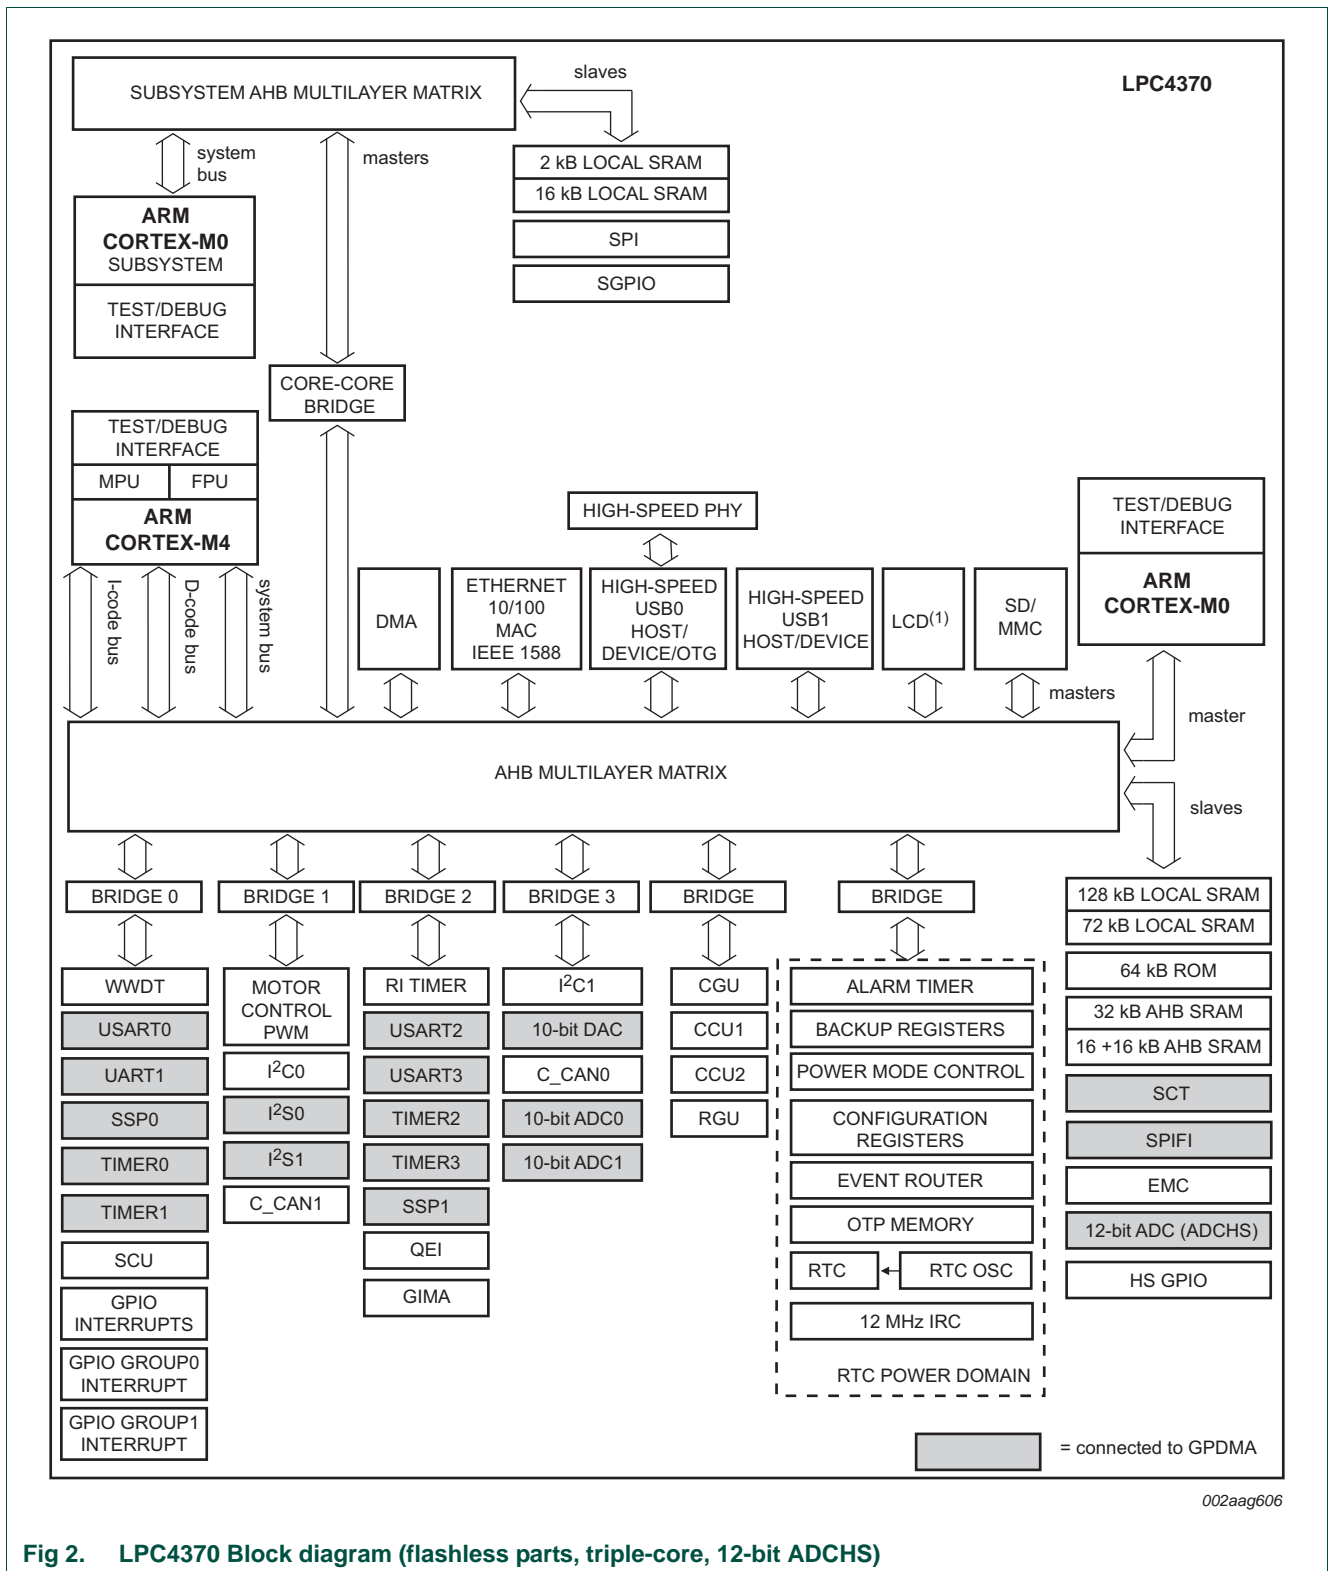 LPC4370
SUBSYSTEM AHB MULTILAYER MATRIX
slaves
system
bus
masters
2 kB LOCAL SRAM
16 kB LOCAL SRAM
SPI
SGPIO
ARM
CORTEX-M0
SUBSYSTEM
TEST/DEBUG
INTERFACE
CORE-CORE
BRIDGE
TEST/DEBUG
INTERFACE
MPU
FPU
ARM
CORTEX-M4
I-code bus
D-code bus
system bus
HIGH-SPEED PHY
DMA
ETHERNET
10/100
MAC
IEEE 1588
HIGH-SPEED
USB0
HOST/
DEVICE/OTG
HIGH-SPEED
USB1
HOST/DEVICE
LCD(1)
SD/
MMC
TEST/DEBUG
INTERFACE
ARM
CORTEX-M0
masters
master
AHB MULTILAYER MATRIX
slaves
BRIDGE 0
BRIDGE 1
BRIDGE 2
BRIDGE 3
BRIDGE
BRIDGE
WWDT
USART0
UART1
SSP0
TIMER0
TIMER1
SCU
GPIO
INTERRUPTS
GPIO GROUP0
INTERRUPT
GPIO GROUP1
INTERRUPT
MOTOR
CONTROL
PWM
I2C0
I2S0
I2S1
C_CAN1
RI TIMER
USART2
USART3
TIMER2
TIMER3
SSP1
QEI
GIMA
I2C1
10-bit DAC
C_CAN0
10-bit ADC0
10-bit ADC1
CGU
CCU1
CCU2
RGU
ALARM TIMER
BACKUP REGISTERS
POWER MODE CONTROL
CONFIGURATION
REGISTERS
EVENT ROUTER
OTP MEMORY
RTC
RTC OSC
12 MHz IRC
RTC POWER DOMAIN
128 kB LOCAL SRAM
72 kB LOCAL SRAM
64 kB ROM
32 kB AHB SRAM
16 +16 kB AHB SRAM
SCT
SPIFI
EMC
12-bit ADC (ADCHS)
HS GPIO
= connected to GPDMA
002aag606
Fig 2. LPC4370 Block diagram (flashless parts, triple-core, 12-bit ADCHS)